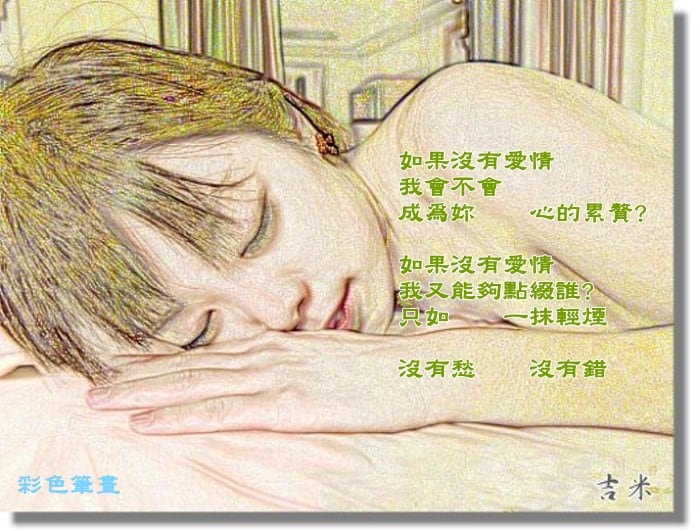 如果沒有愛情
我會不會
成為妳　　心的累贅?
如果沒有愛情
我又能夠點綴誰?
只如　　一抹輕煙
沒有愁　　沒有錯
彩色筆畫
吉米